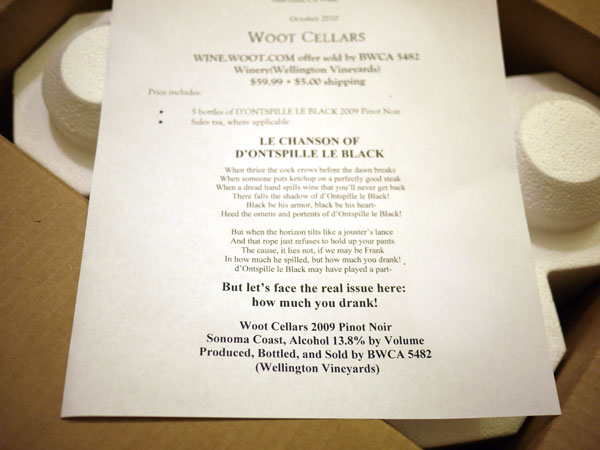 October 2010
WOOT CELLARS
WINE.WOOT.COM offer sold by BWCA 5482
Winery(Wellington Vineyards)
$59.99 + $5.00 shipping
Price includes:
• 5 bottles of D'ONTSPILLE LE BLACK 2009 Pinot Noir
• Sales tax, where applicable
LE CHANSON OF
D'ONTSPILLE LE BLACK
When thrice the cock crows before the dawn breaks
When someone puts ketchup on a perfectly good steak
When a dread hand spills wine that you'll never get back
There falls the shadow of d'Ontspille le Black!
Black be his armor, black be his heart-
Heed the omens and portents of d'Ontspille le Black!
But when the horizon tilts like a jouster's lance
And that rope just refuses to hold up your pants
The cause, it lies not, if we may be Frank
In how much he spilled, but how much you drank!
d'Ontspille le Black may have played a part-
But let's face the real issue here:
how much you drank!
Woot Cellars 2009 Pinot Noir
Sonoma Coast, Alcohol 13.8% by Volume
Produced, Bottled, and Sold by BWCA 5482
(Wellington Vineyards)